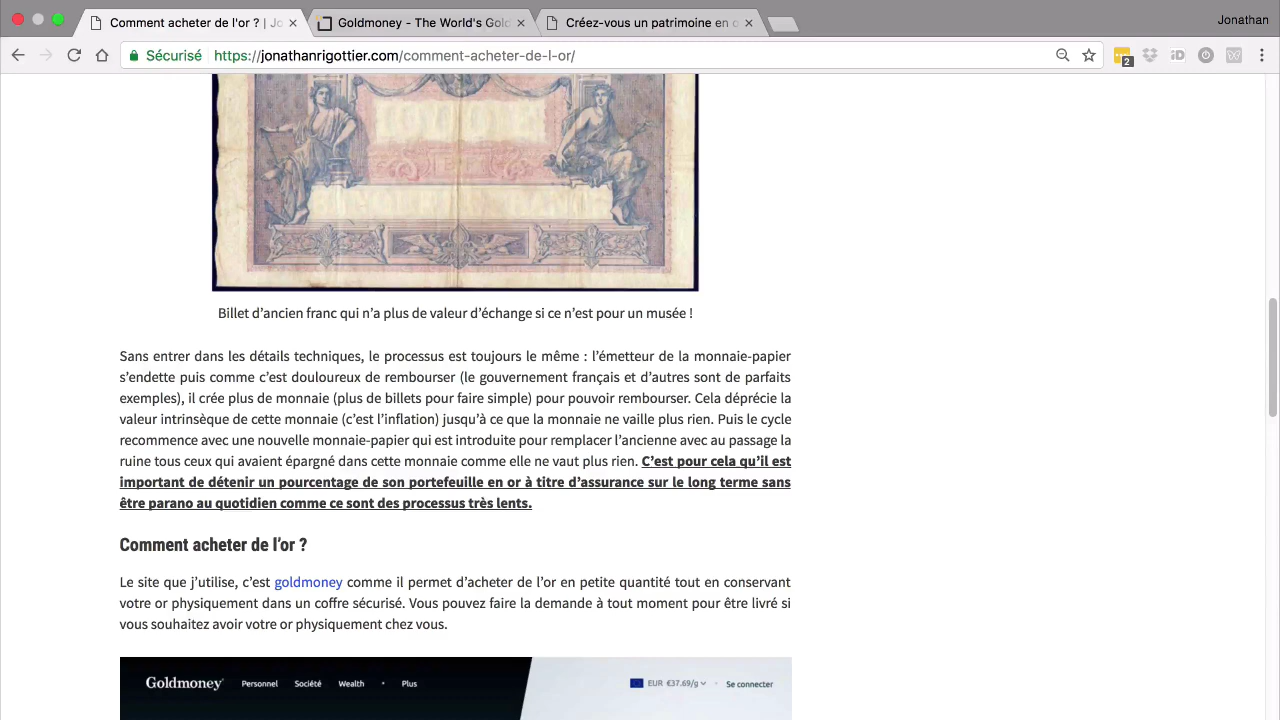 Comment acheter de l'or ? | Jo
Goldmoney - The World's Gold
Créez-vous un patrimoine en o
Jonathan
Sécurisé
https://jonathanrigottier.com/comment-acheter-de-l-or/
2
Billet d’ancien franc qui n’a plus de valeur d’échange si ce n’est pour un musée !
Sans entrer dans les détails techniques, le processus est toujours le même : l’émetteur de la monnaie-papier
s’endette puis comme c’est douloureux de rembourser (le gouvernement français et d’autres sont de parfaits
exemples), il crée plus de monnaie (plus de billets pour faire simple) pour pouvoir rembourser. Cela déprécie la
valeur intrinsèque de cette monnaie (c’est l’inflation) jusqu’à ce que la monnaie ne vaille plus rien. Puis le cycle
recommence avec une nouvelle monnaie-papier qui est introduite pour remplacer l’ancienne avec au passage la
ruine tous ceux qui avaient épargné dans cette monnaie comme elle ne vaut plus rien. C’est pour cela qu’il est
important de détenir un pourcentage de son portefeuille en or à titre d’assurance sur le long terme sans
être parano au quotidien comme ce sont des processus très lents.
Comment acheter de l’or ?
Le site que j’utilise, c’est goldmoney comme il permet d’acheter de l’or en petite quantité tout en conservant
votre or physiquement dans un coffre sécurisé. Vous pouvez faire la demande à tout moment pour être livré si
vous souhaitez avoir votre or physiquement chez vous.
Goldmoney
Personnel
Société
Wealth
Plus
EUR €37.69/g
Se connecter